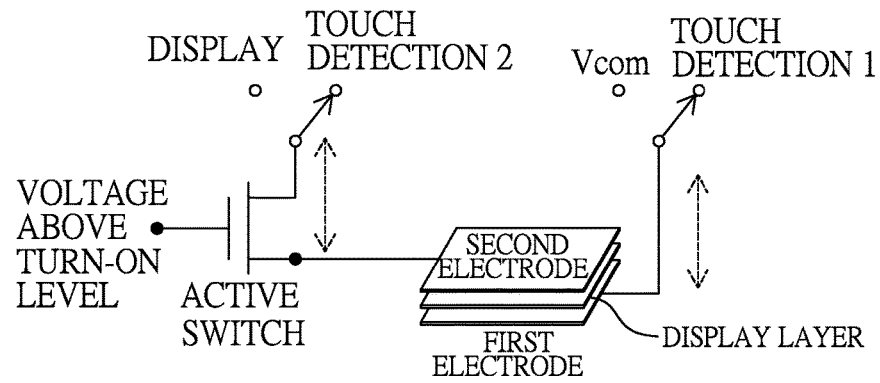 DISPLAY
TOUCH
DETECTION 2
Vcom
TOUCH
DETECTION 1
VOLTAGE
ABOVE
TURN-ON
LEVEL
ACTIVE
SWITCH
SECOND
ELECTRODE
FIRST
ELECTRODE
DISPLAY LAYER